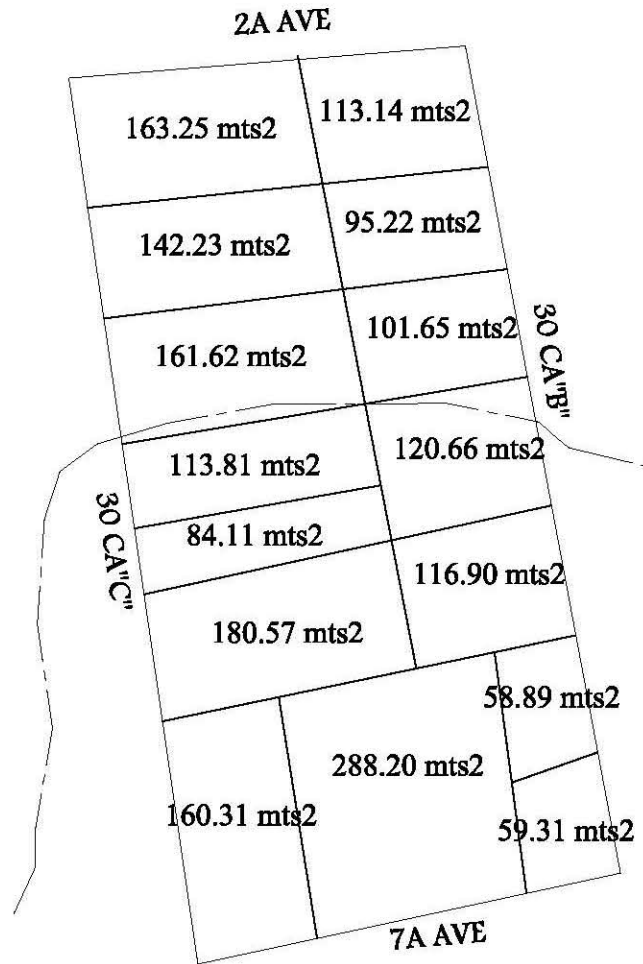 2A AVE
163.25 mts2
113.14 mts2
142.23 mts2
95.22 mts2
161.62 mts2
101.65 mts2
30 CA"B"
113.81 mts2
120.66 mts2
30 CA"C"
84.11 mts2
116.90 mts2
180.57 mts2
58.89 mts2
288.20 mts2
160.31 mts2
59.31 mts2
7A AVE